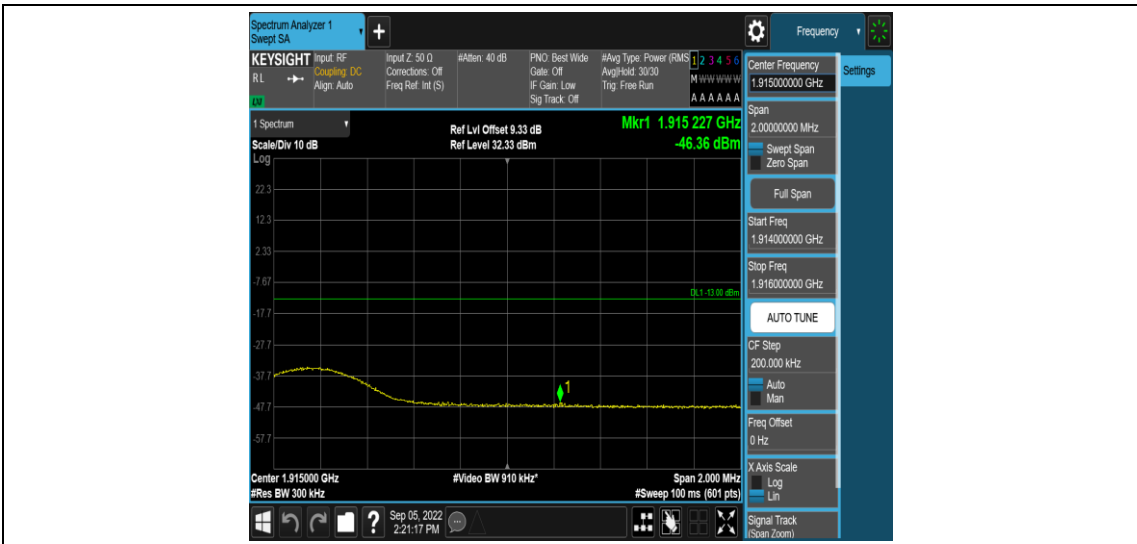 Spectrum Analyzer 1
Swept SA
+
Frequency
KEYSIGHT
RL
LXI
Input: RF
Coupling: DC
Align: Auto
Input Z: 50 Ω
Corrections: Off
Freq Ref: Int (S)
#Atten: 40 dB
PNO: Best Wide
Gate: Off
IF Gain: Low
Sig Track: Off
#Avg Type: Power (RMS
Avg|Hold: 30/30
Trig: Free Run
1 2 3 4 5 6
M W W W W W
A A A A A A
Center Frequency
1.915000000 GHz
Settings
Span
2.00000000 MHz
Swept Span
Zero Span
Full Span
Start Freq
1.914000000 GHz
Stop Freq
1.916000000 GHz
AUTO TUNE
CF Step
200.000 kHz
Auto
Man
Freq Offset
0 Hz
X Axis Scale
Log
Lin
Signal Track
(Span Zoom)
1 Spectrum
Scale/Div 10 dB
Ref Lvl Offset 9.33 dB
Ref Level 32.33 dBm
Mkr1 1.915 227 GHz
-46.36 dBm
Log
22.3
12.3
2.33
-7.67
DL1 -13.00 dBm
-17.7
-27.7
-37.7
1
-47.7
-57.7
Center 1.915000 GHz
#Video BW 910 kHz*
Span 2.000 MHz
#Res BW 300 kHz
#Sweep 100 ms (601 pts)
?
Sep 05, 2022
2:21:17 PM